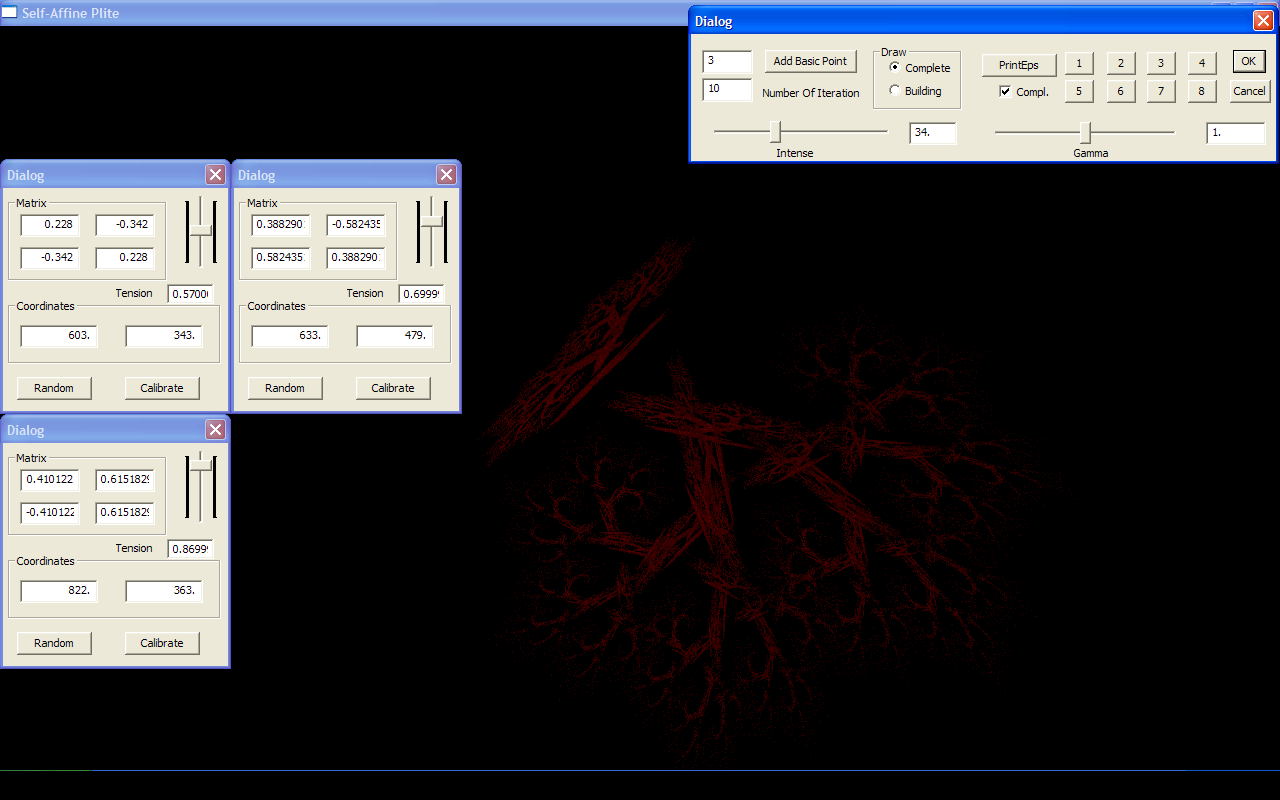 Self-Affine Plite
Dialog
3
Add Basic Point
10
Number Of Iteration
Draw
Complete
Building
PrintEps
Compl.
1 2 3 4
5 6 7 8
OK
Cancel
34.
Intense
1.
Gamma
Dialog
Matrix
0.228 -0.342
-0.342 0.228
Tension 0.5700
Coordinates
603. 343.
Random Calibrate
Dialog
Matrix
0.388290 -0.582435
0.582435 0.388290
Tension 0.6999
Coordinates
633. 479.
Random Calibrate
Dialog
Matrix
0.410122 0.615182
-0.410122 0.615182
Tension 0.8699
Coordinates
822. 363.
Random Calibrate